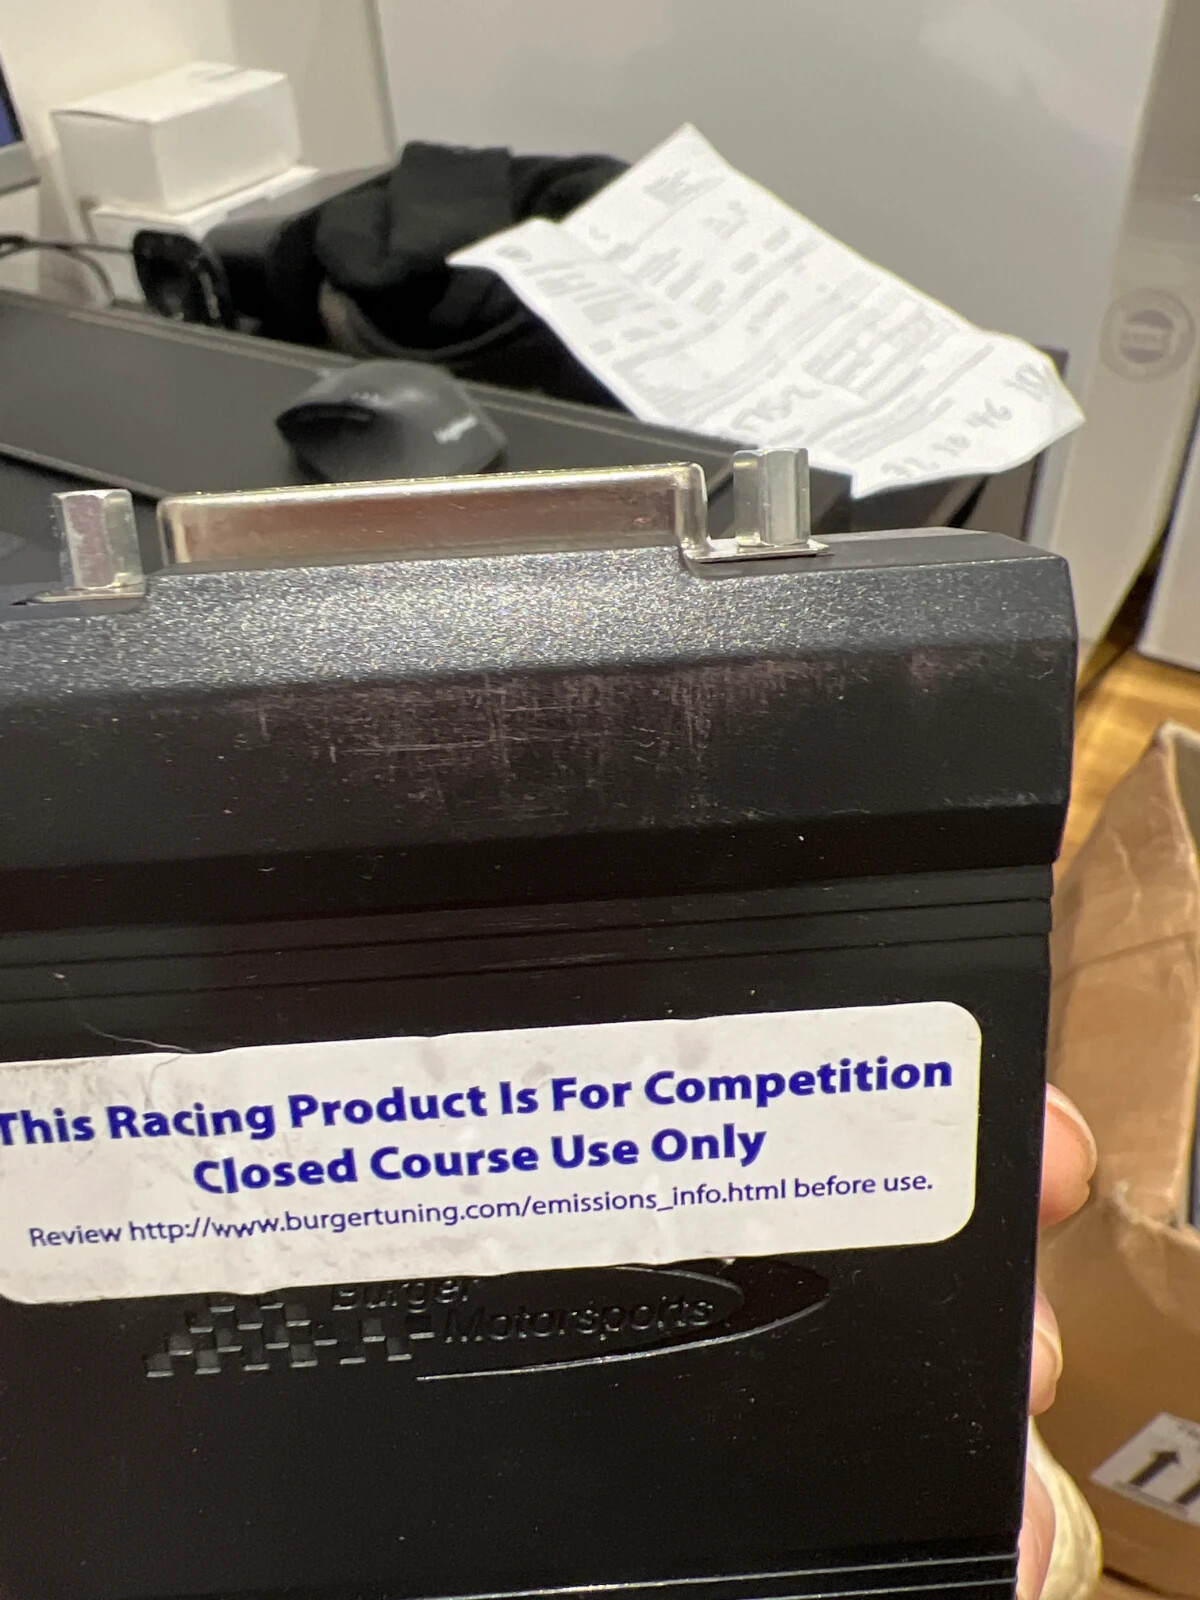 This Racing Product Is For Competition
Closed Course Use Only
Review http://www.burgertuning.com/emissions_info.html before use.
Burger
Motorsports